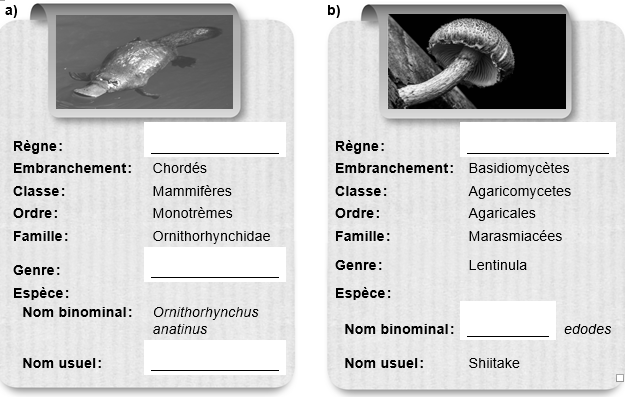 a)
Règne:
Embranchement: Chordés
Classe: Mammifères
Ordre: Monotrèmes
Famille: Ornithorhynchidae
Genre:
Espèce:
Nom binominal: Ornithorhynchus
anatinus
Nom usuel:
b)
Règne:
Embranchement: Basidiomycètes
Classe: Agaricomycetes
Ordre: Agaricales
Famille: Marasmiacées
Genre: Lentinula
Espèce:
Nom binominal: edodes
Nom usuel: Shiitake